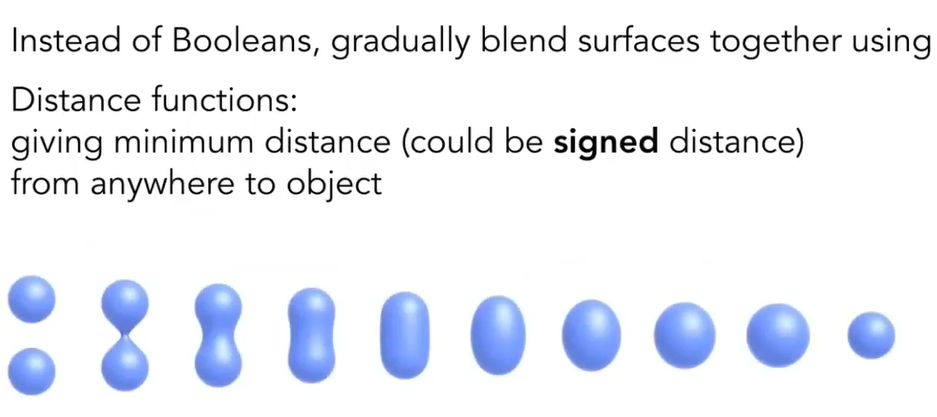 Instead of Booleans, gradually blend surfaces together using
Distance functions:
giving minimum distance (could be signed distance)
from anywhere to object